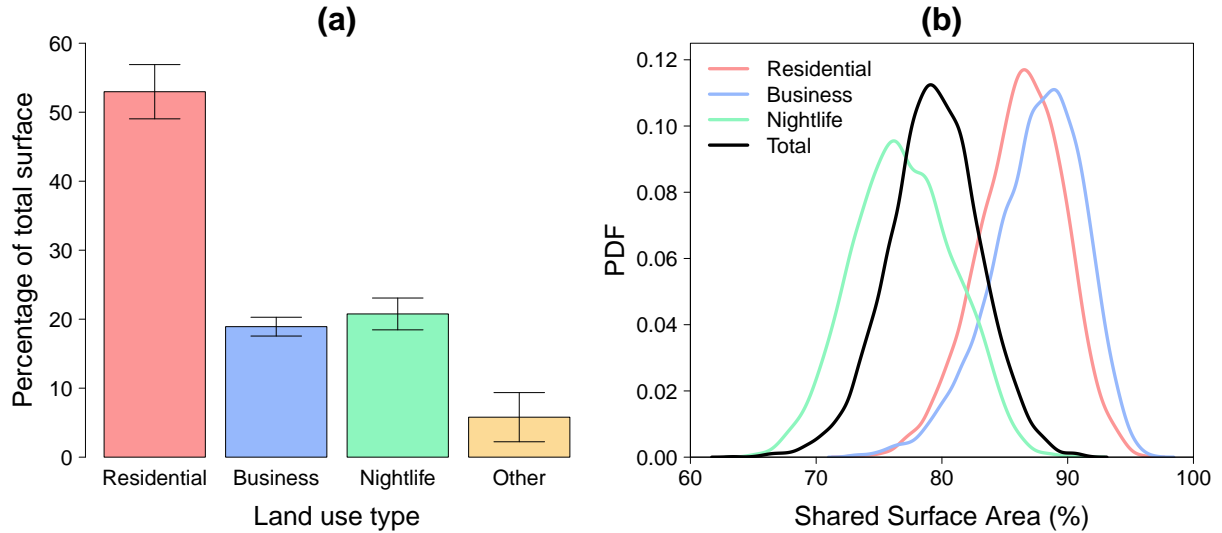 (a)
Percentage of total surface
60
50
40
30
20
10
0
Residential
Business
Nightlife
Other
Land use type
(b)
PDF
0.12
0.10
0.08
0.06
0.04
0.02
0.00
Residential
Business
Nightlife
Total
60
70
80
90
100
Shared Surface Area (%)